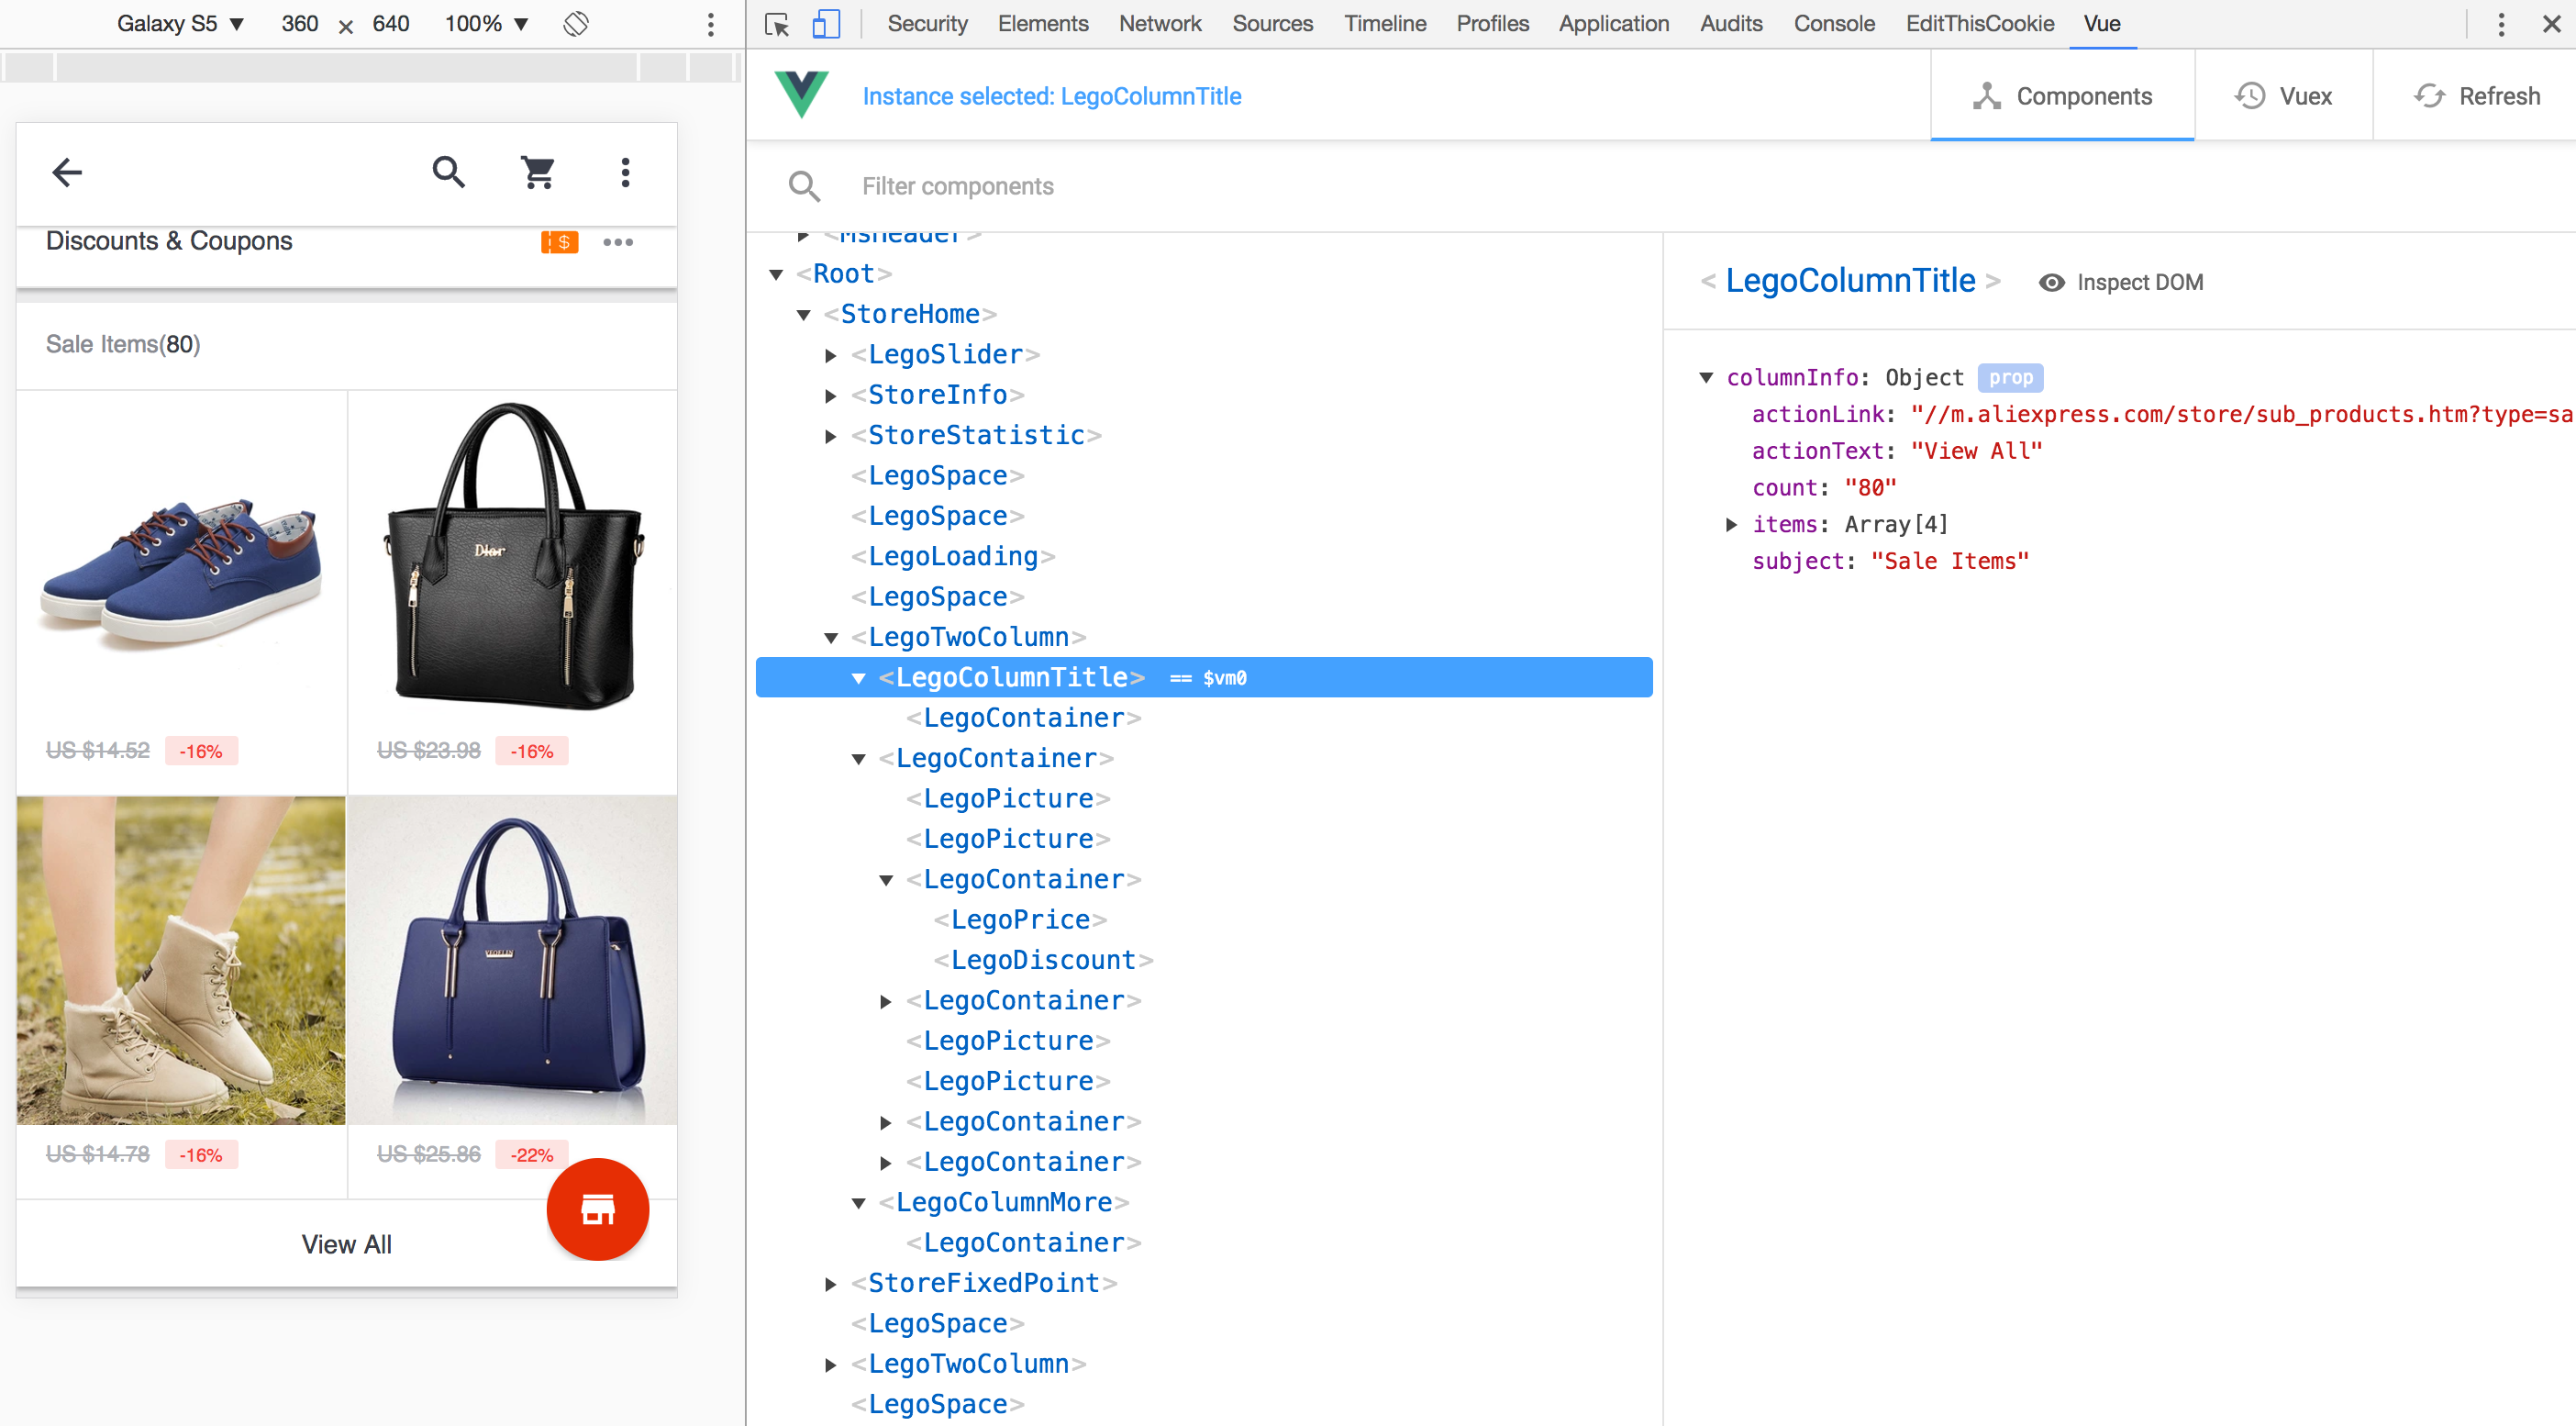 Galaxy S5 ▼ 360 × 640 100% ▼
Discounts & Coupons
$
Sale Items(80)
Dior
US $14.52 -16%
US $23.98 -16%
US $14.78 -16%
US $25.86 -22%
View All
Security Elements Network Sources Timeline Profiles Application Audits Console EditThisCookie Vue
Instance selected: LegoColumnTitle
Components Vuex Refresh
Filter components
<Msheader>
<Root>
<StoreHome>
<LegoSlider>
<StoreInfo>
<StoreStatistic>
<LegoSpace>
<LegoSpace>
<LegoLoading>
<LegoSpace>
<LegoTwoColumn>
<LegoColumnTitle> == $vm0
<LegoContainer>
<LegoContainer>
<LegoPicture>
<LegoPicture>
<LegoContainer>
<LegoPrice>
<LegoDiscount>
<LegoContainer>
<LegoPicture>
<LegoPicture>
<LegoContainer>
<LegoContainer>
<LegoColumnMore>
<LegoContainer>
<StoreFixedPoint>
<LegoSpace>
<LegoTwoColumn>
<LegoSpace>
< LegoColumnTitle > Inspect DOM
columnInfo: Object prop
actionLink: "//m.aliexpress.com/store/sub_products.htm?type=sa
actionText: "View All"
count: "80"
items: Array[4]
subject: "Sale Items"